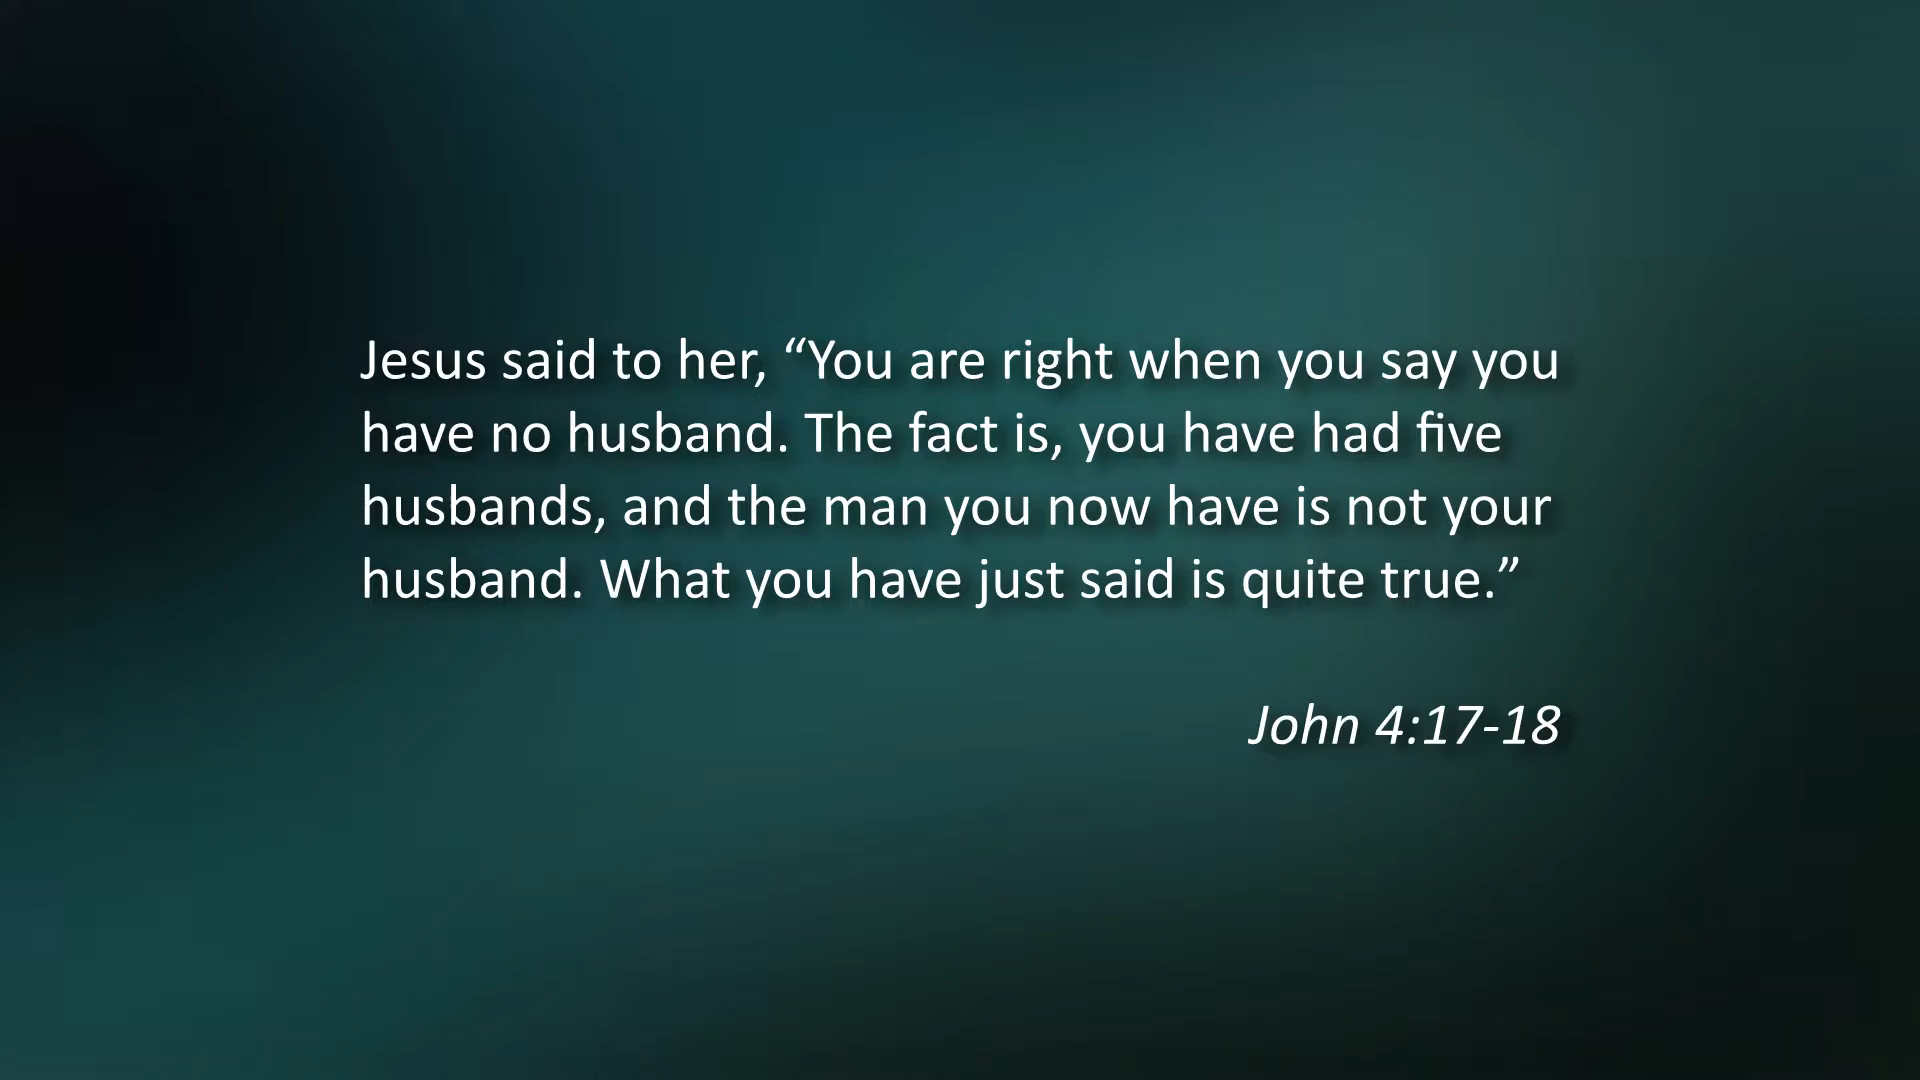 Jesus said to her, “You are right when you say you
have no husband. The fact is, you have had five
husbands, and the man you now have is not your
husband. What you have just said is quite true.”
John 4:17-18